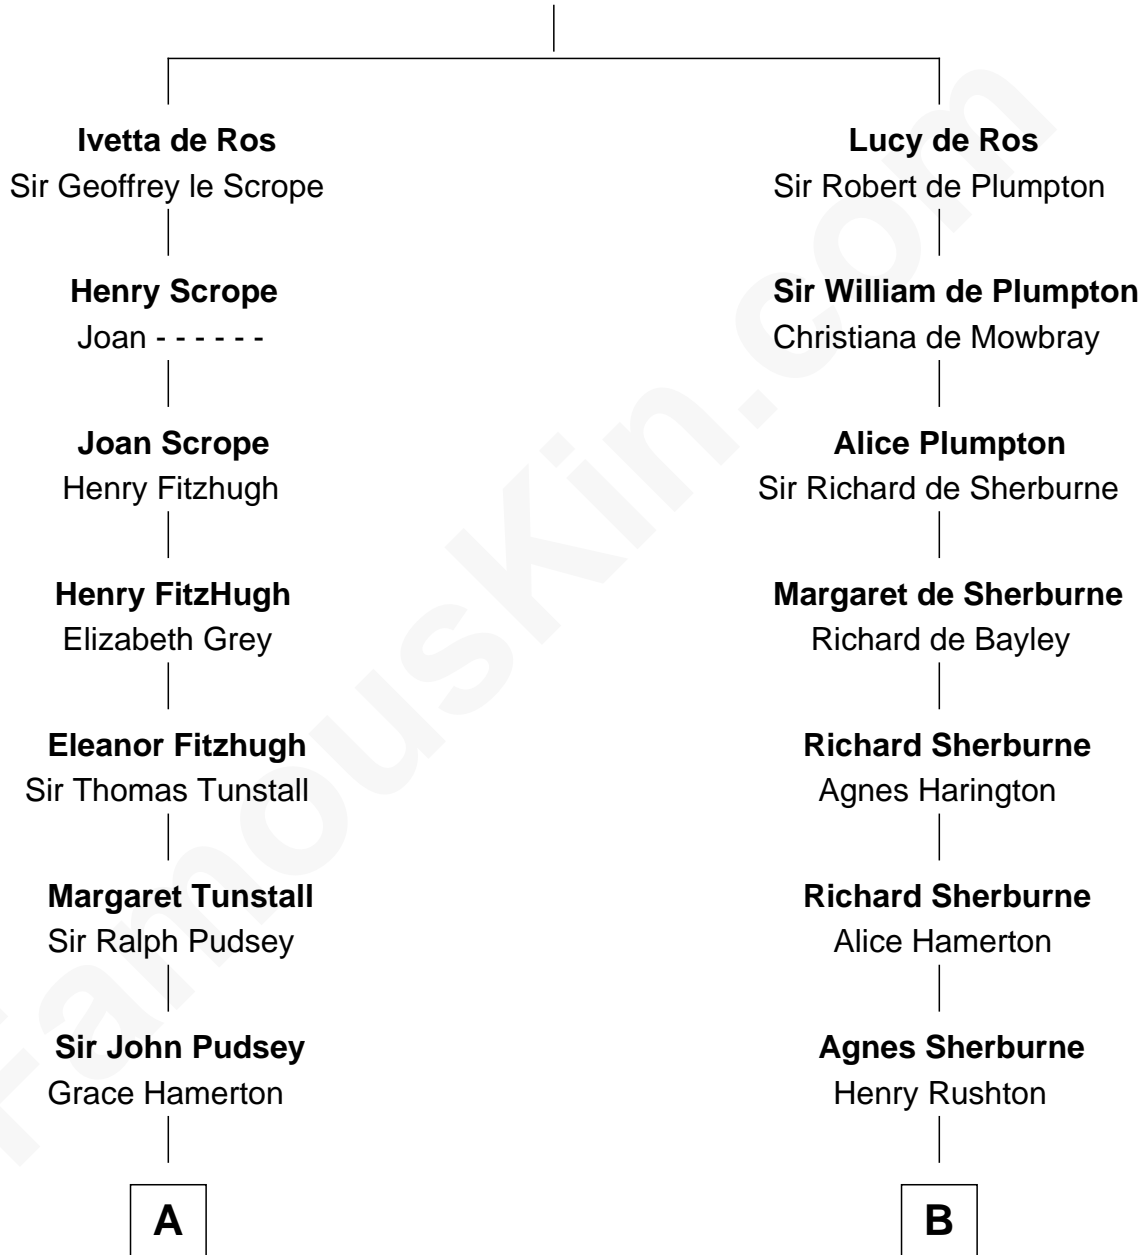 Ivetta de Ros
Sir Geoffrey le Scrope
Henry Scrope
Joan - - - - - -
Joan Scrope
Henry Fitzhugh
Henry FitzHugh
Elizabeth Grey
Eleanor Fitzhugh
Sir Thomas Tunstall
Margaret Tunstall
Sir Ralph Pudsey
Sir John Pudsey
Grace Hamerton
A
Lucy de Ros
Sir Robert de Plumpton
Sir William de Plumpton
Christiana de Mowbray
Alice Plumpton
Sir Richard de Sherburne
Margaret de Sherburne
Richard de Bayley
Richard Sherburne
Agnes Harington
Richard Sherburne
Alice Hamerton
Agnes Sherburne
Henry Rushton
B
FamousKin.com